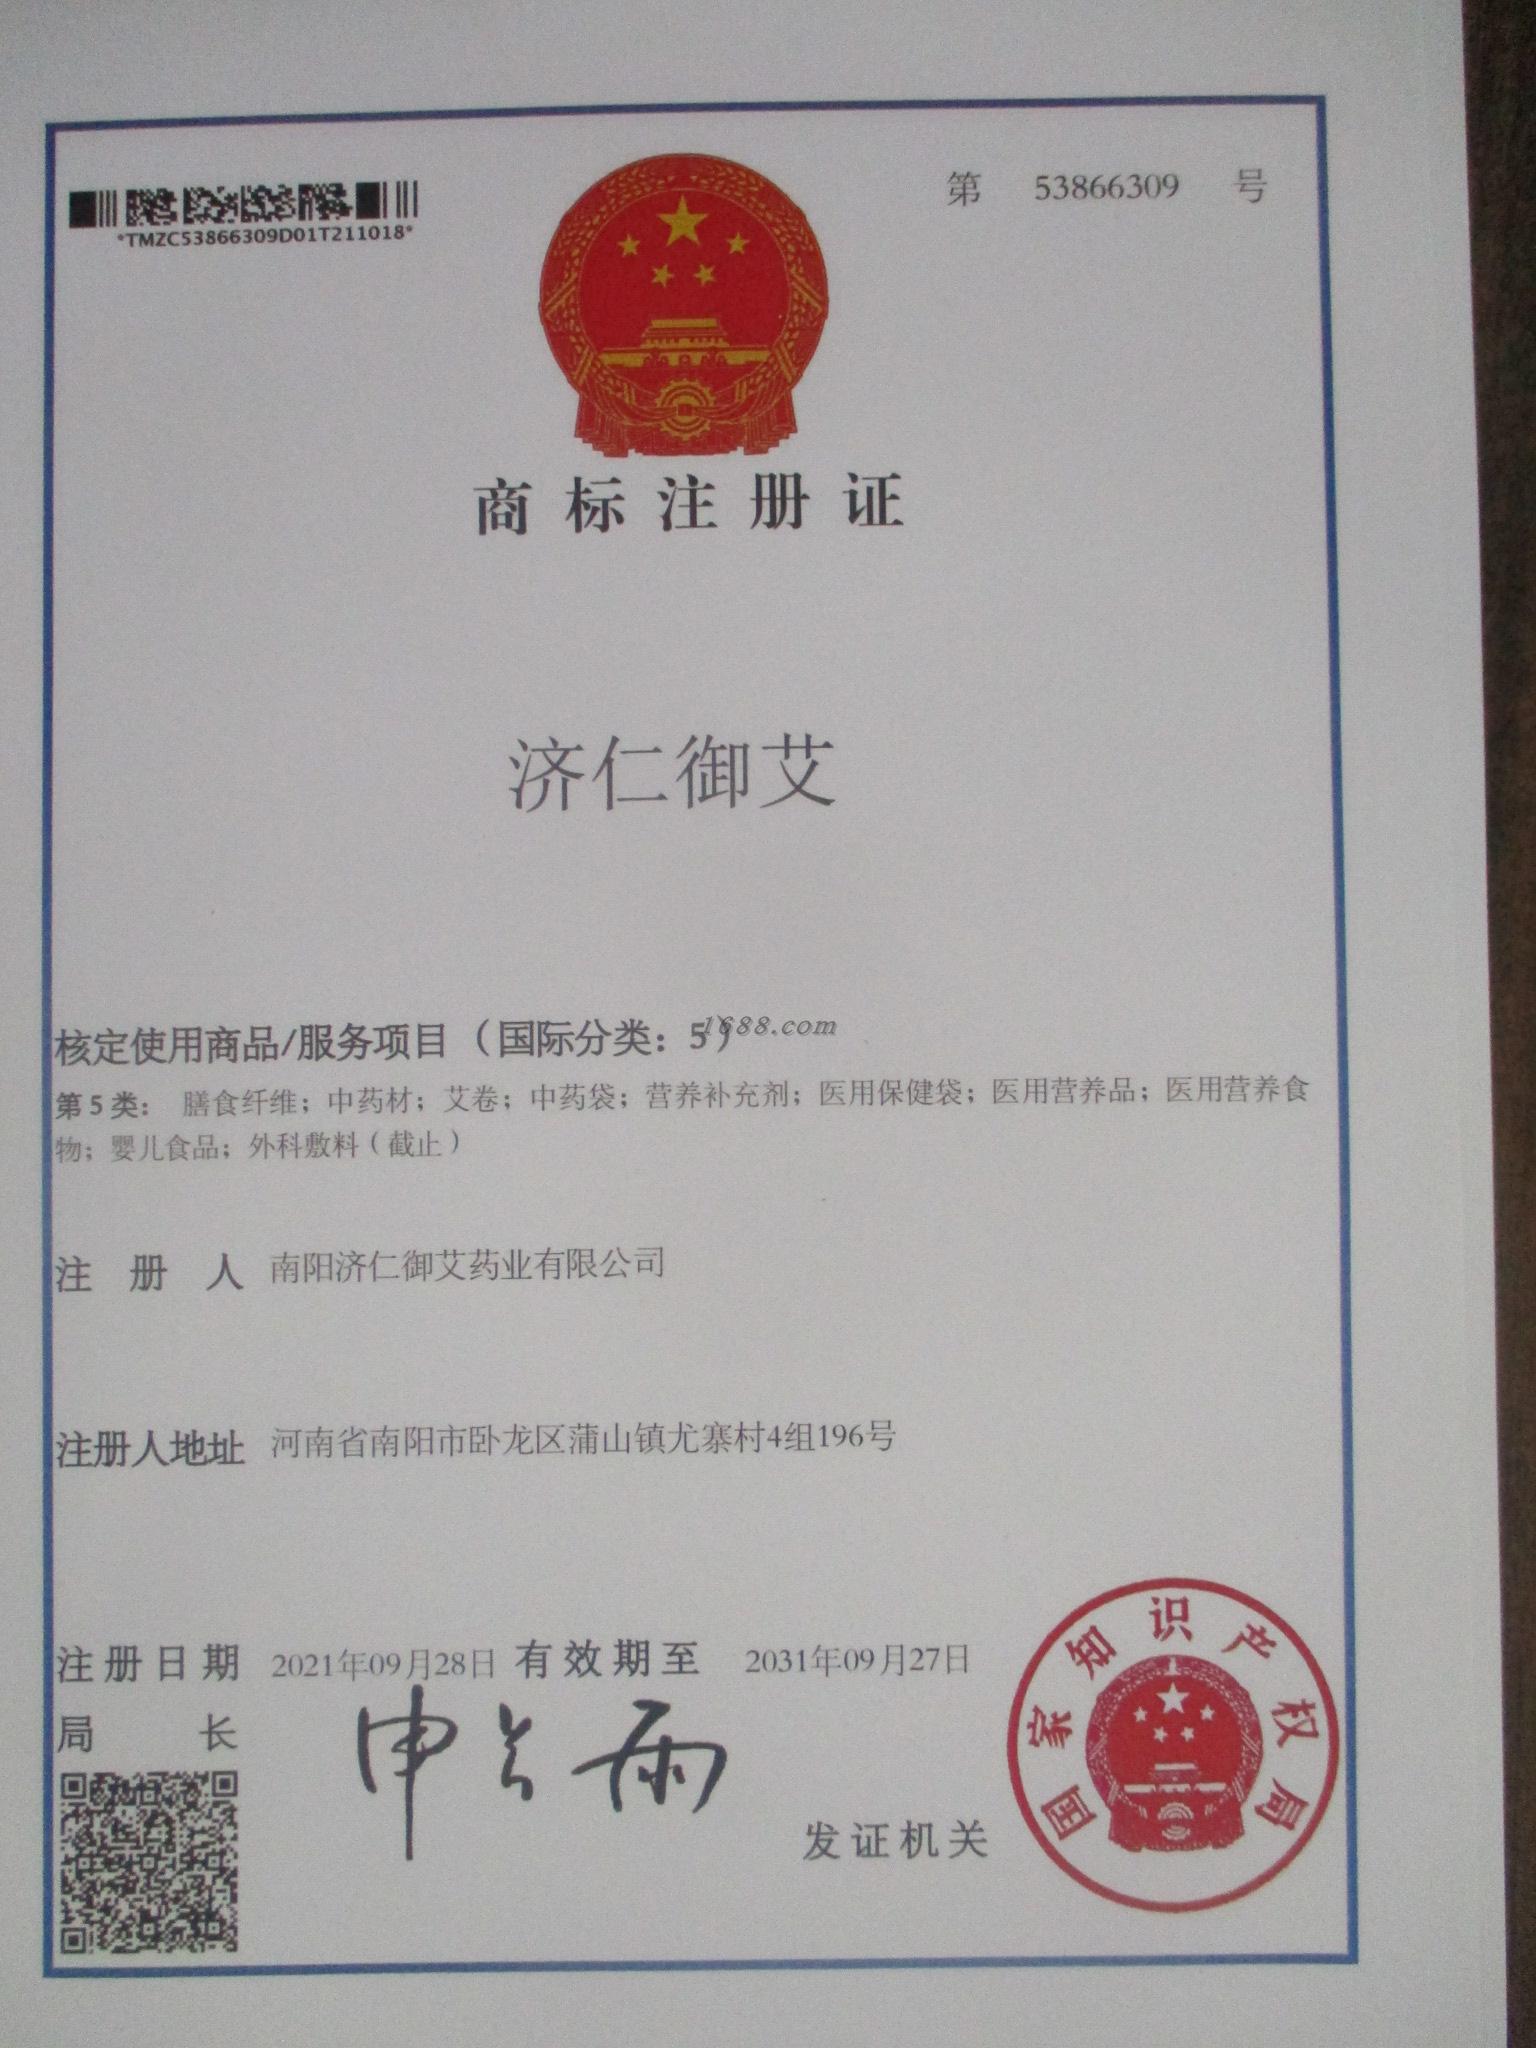 *TMZC53866309D01T211018*
第 53866309 号
商标注册证
济仁御艾
1688.com
核定使用商品/服务项目（国际分类：5）
第5类： 膳食纤维；中药材；艾卷；中药袋；营养补充剂；医用保健袋；医用营养品；医用营养食
物；婴儿食品；外科敷料（截止）
注册人 南阳济仁御艾药业有限公司
注册人地址 河南省南阳市卧龙区蒲山镇尤寨村4组196号
注册日期 2021年09月28日 有效期至 2031年09月27日
局长 申长雨
发证机关
国家知识产权局